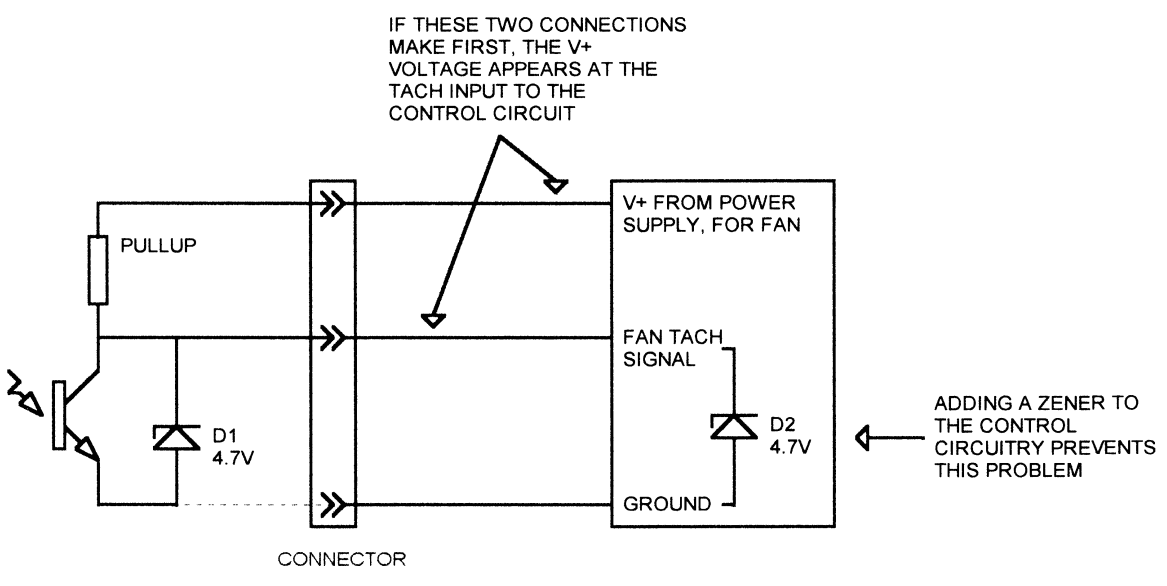 IF THESE TWO CONNECTIONS
MAKE FIRST, THE V+
VOLTAGE APPEARS AT THE
TACH INPUT TO THE
CONTROL CIRCUIT
V+ FROM POWER
SUPPLY, FOR FAN
PULLUP
FAN TACH
SIGNAL
D1
4.7V
D2
4.7V
ADDING A ZENER TO
THE CONTROL
CIRCUITRY PREVENTS
THIS PROBLEM
GROUND
CONNECTOR